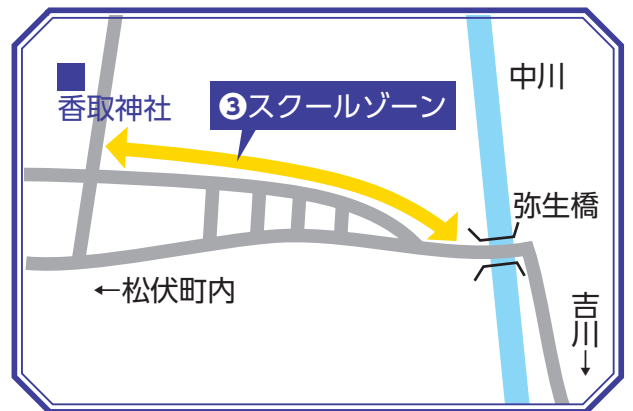 香取神社
❸スクールゾーン
中川
弥生橋
←松伏町内
吉川→